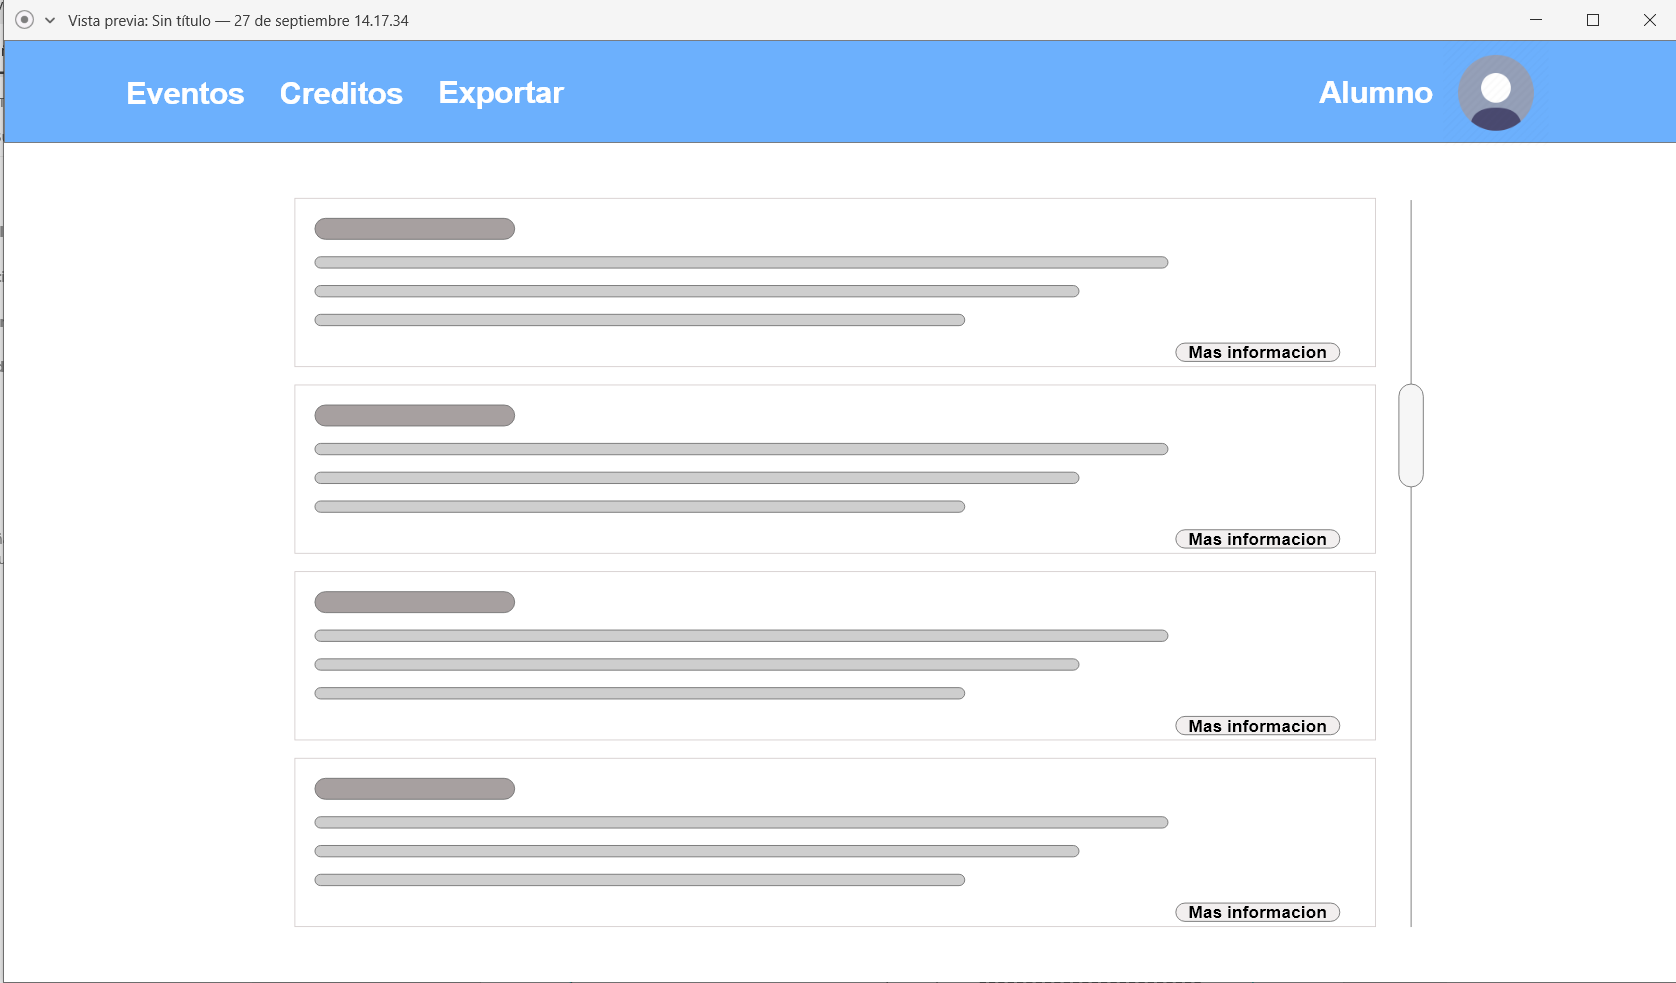 Vista previa: Sin título — 27 de septiembre 14.17.34
Eventos Creditos Exportar Alumno
Mas informacion
Mas informacion
Mas informacion
Mas informacion